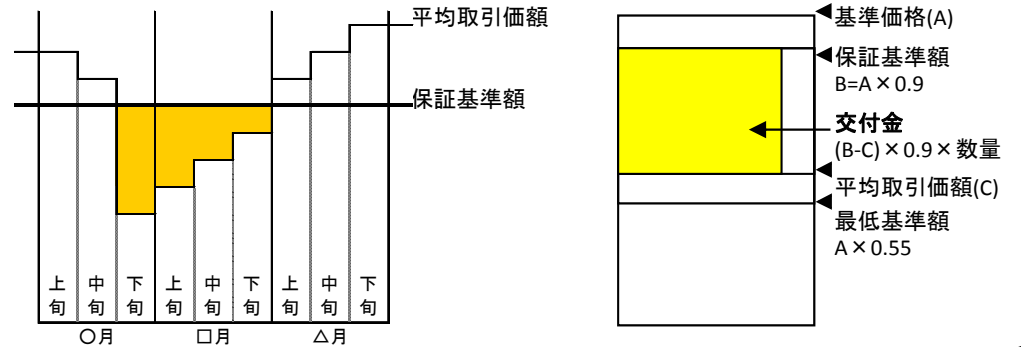 平均取引価額
保証基準額
上旬
中旬
下旬
上旬
中旬
下旬
上旬
中旬
下旬
〇月
□月
△月
基準価格(A)
保証基準額
B=A×0.9
交付金
(B-C)×0.9×数量
平均取引価額(C)
最低基準額
A×0.55